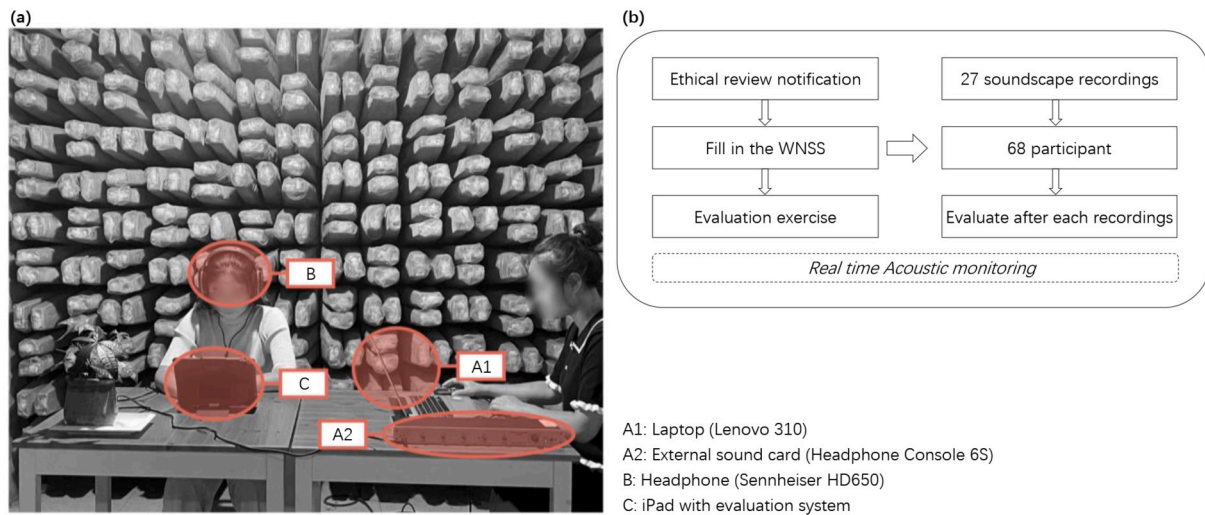 (a)
B
C
A1
A2
(b)
Ethical review notification
Fill in the WNSS
Evaluation exercise
27 soundscape recordings
68 participant
Evaluate after each recordings
Real time Acoustic monitoring
A1: Laptop (Lenovo 310)
A2: External sound card (Headphone Console 6S)
B: Headphone (Sennheiser HD650)
C: iPad with evaluation system